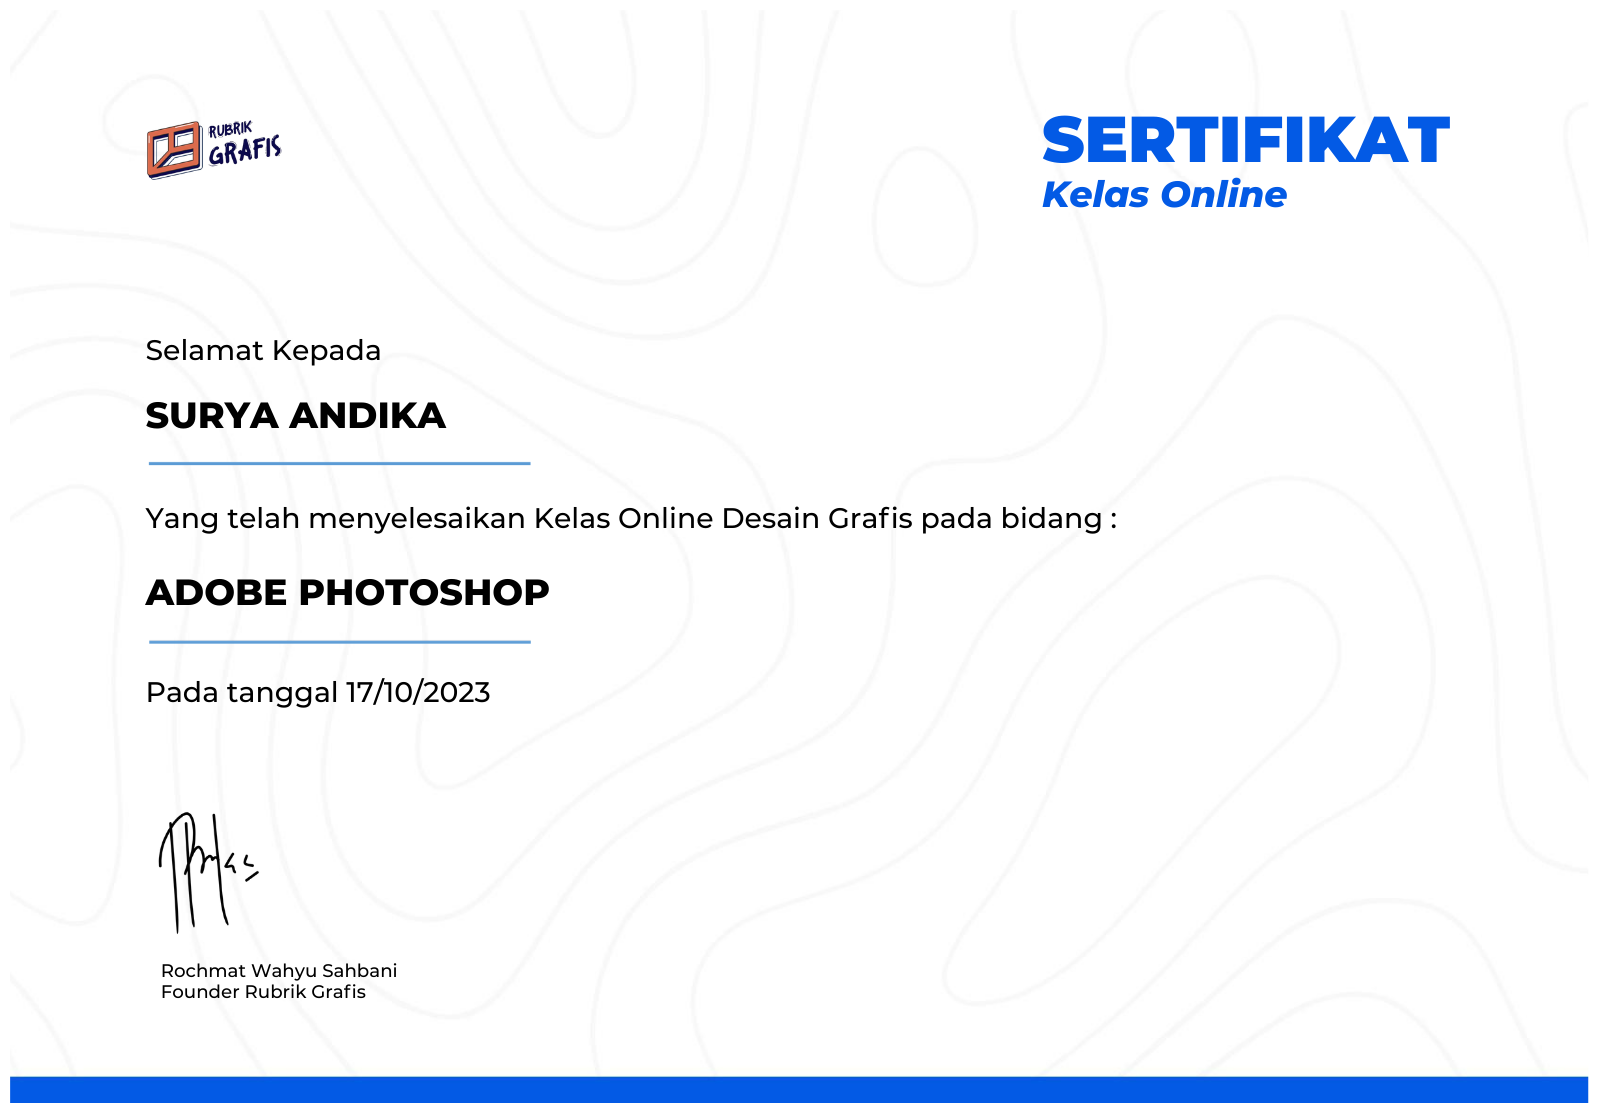 RUBRIK
GRAFIS
SERTIFIKAT
Kelas Online
Selamat Kepada
SURYA ANDIKA
Yang telah menyelesaikan Kelas Online Desain Grafis pada bidang :
ADOBE PHOTOSHOP
Pada tanggal 17/10/2023
Rochmat Wahyu Sahbani
Founder Rubrik Grafis